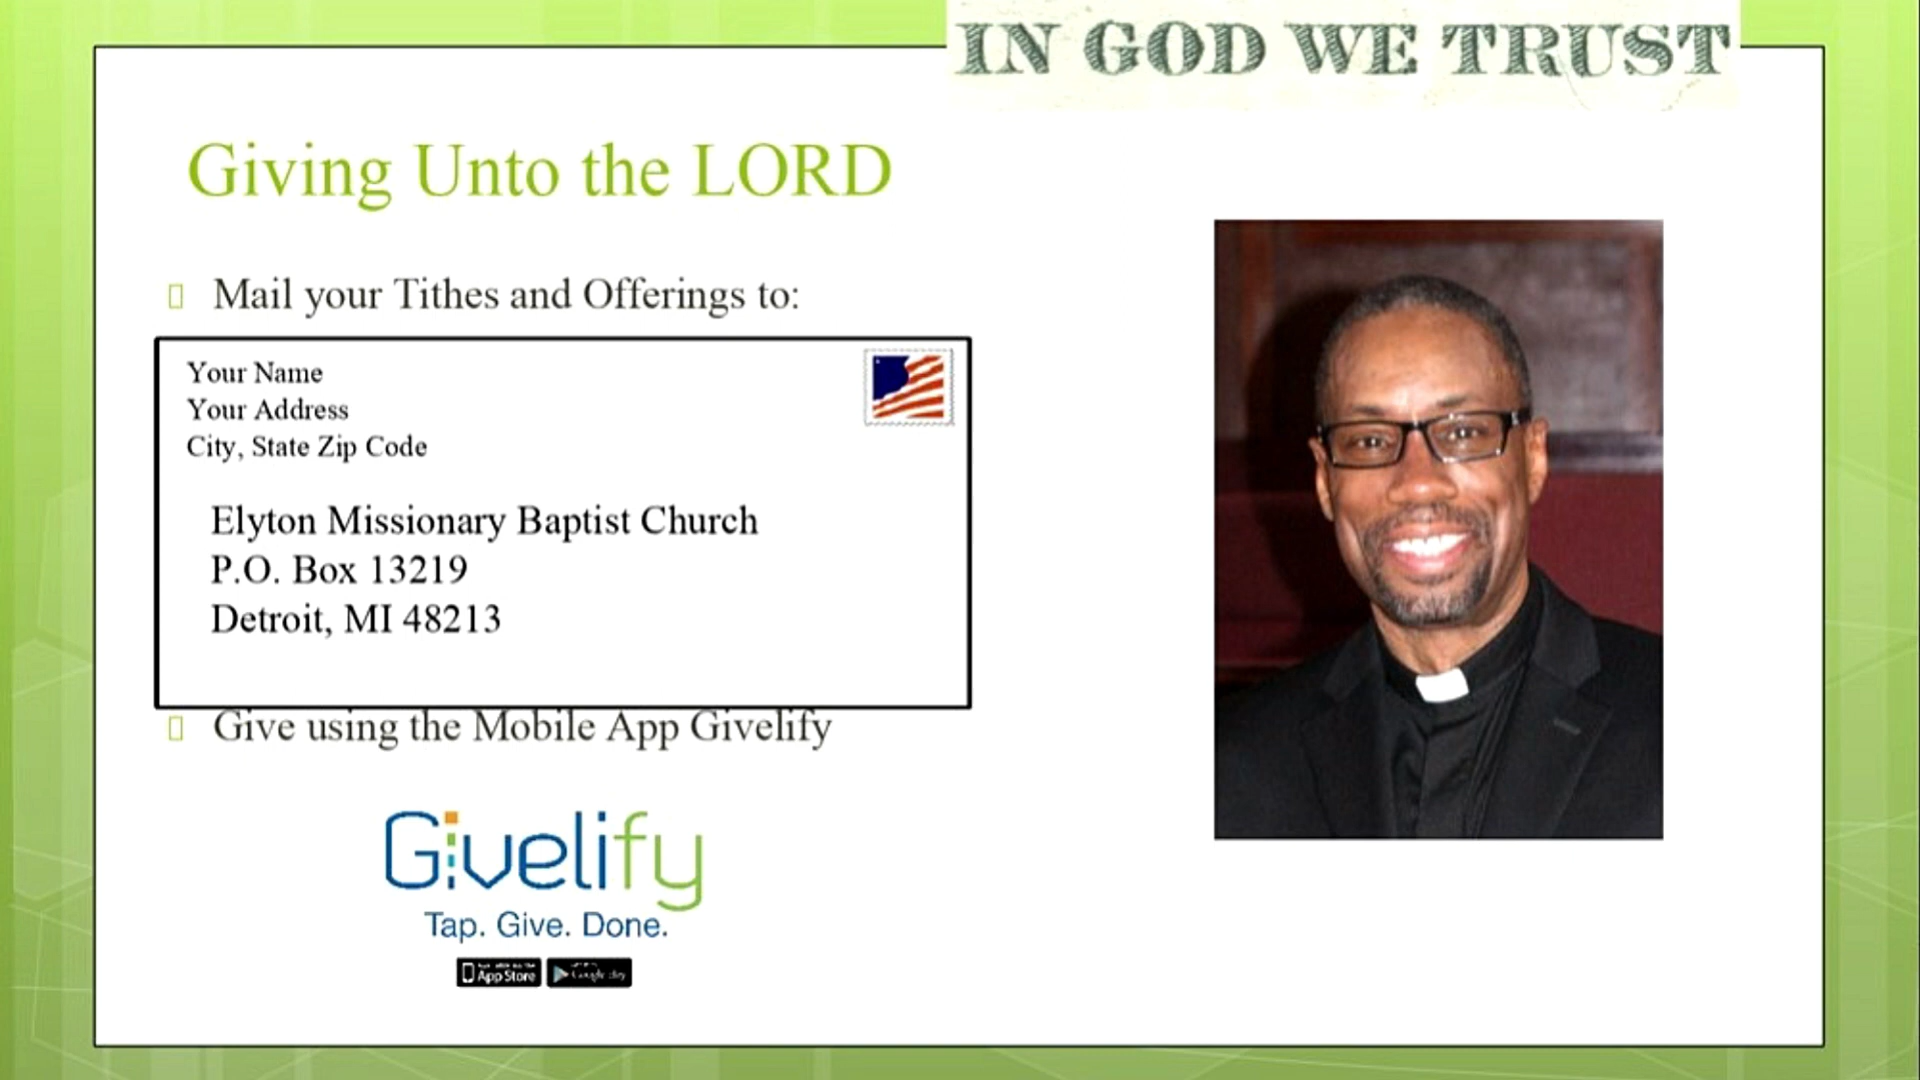 IN GOD WE TRUST
Giving Unto the LORD
Mail your Tithes and Offerings to:
Your Name
Your Address
City, State Zip Code
Elyton Missionary Baptist Church
P.O. Box 13219
Detroit, MI 48213
Give using the Mobile App Givelify
Givelify
Tap. Give. Done.
App Store
Google play